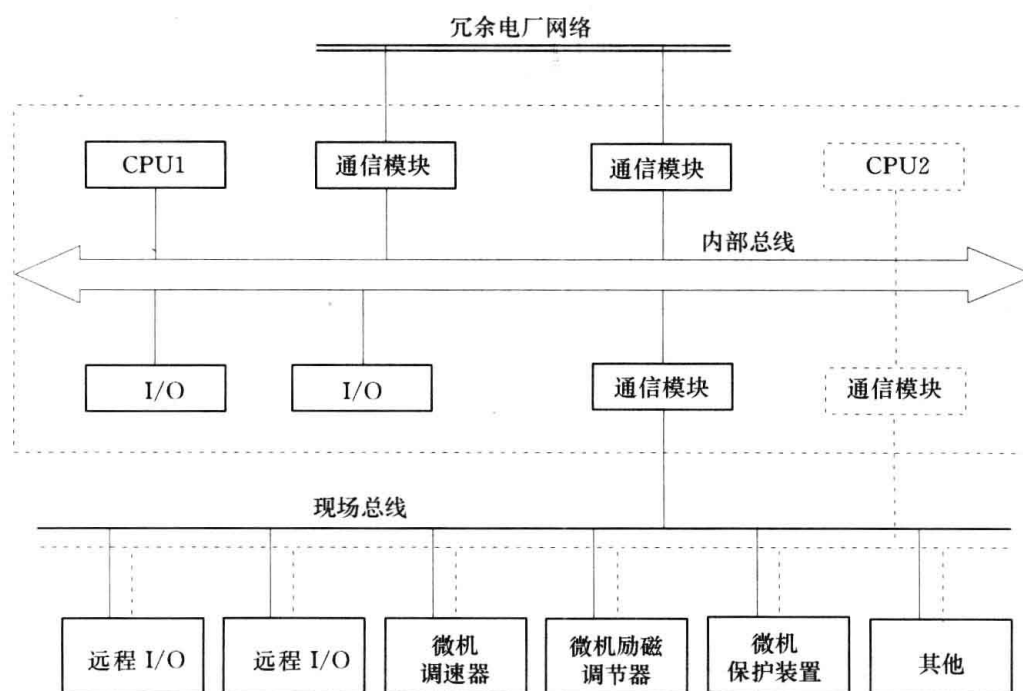 冗余电厂网络
CPU1
通信模块
通信模块
CPU2
内部总线
I/O
I/O
通信模块
通信模块
现场总线
远程 I/O
远程 I/O
微机
调速器
微机励磁
调节器
微机
保护装置
其他